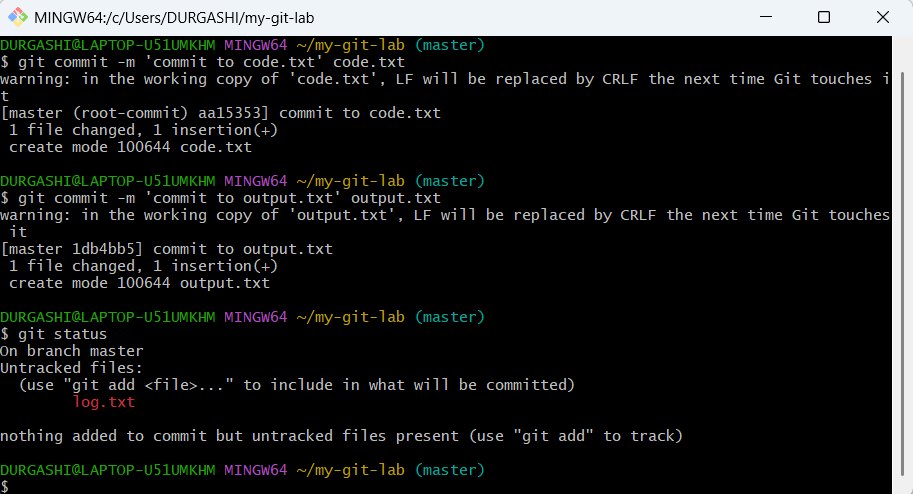 MINGW64:/c/Users/DURGASHI/my-git-lab
DURGASHI@LAPTOP-U51UMKHM MINGW64 ~/my-git-lab (master)
$ git commit -m 'commit to code.txt' code.txt
warning: in the working copy of 'code.txt', LF will be replaced by CRLF the next time Git touches i
t
[master (root-commit) aa15353] commit to code.txt
 1 file changed, 1 insertion(+)
 create mode 100644 code.txt
DURGASHI@LAPTOP-U51UMKHM MINGW64 ~/my-git-lab (master)
$ git commit -m 'commit to output.txt' output.txt
warning: in the working copy of 'output.txt', LF will be replaced by CRLF the next time Git touches
 it
[master 1db4bb5] commit to output.txt
 1 file changed, 1 insertion(+)
 create mode 100644 output.txt
DURGASHI@LAPTOP-U51UMKHM MINGW64 ~/my-git-lab (master)
$ git status
On branch master
Untracked files:
  (use "git add <file>..." to include in what will be committed)
        log.txt
nothing added to commit but untracked files present (use "git add" to track)
DURGASHI@LAPTOP-U51UMKHM MINGW64 ~/my-git-lab (master)
$